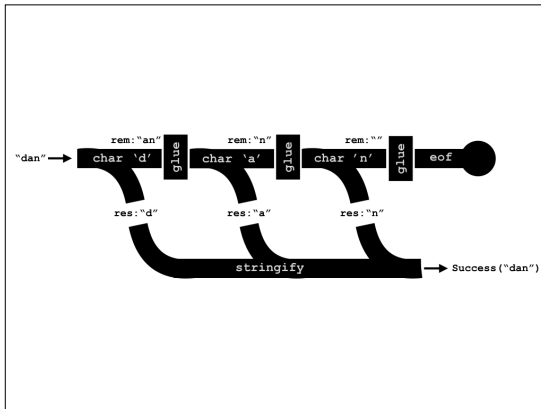 rem:“an” rem:“n” rem:“”
“dan” char ‘d’ glue char ‘a’ glue char ’n’ glue eof
res:“d” res:“a” res:“n”
stringify Success(“dan”)